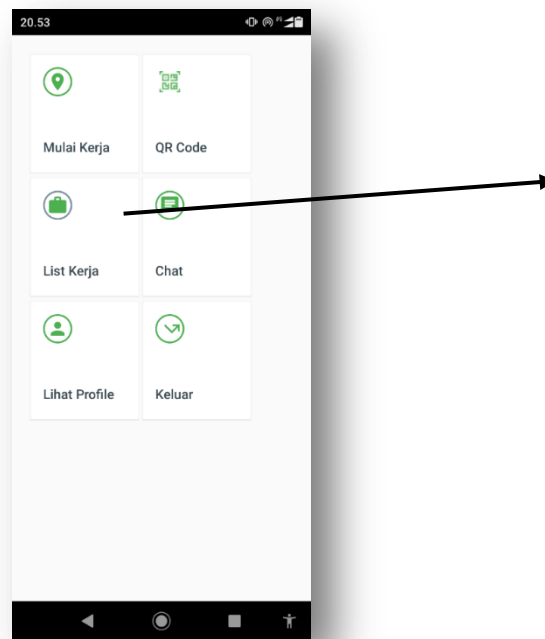 20.53
Mulai Kerja
QR Code
List Kerja
Chat
Lihat Profile
Keluar